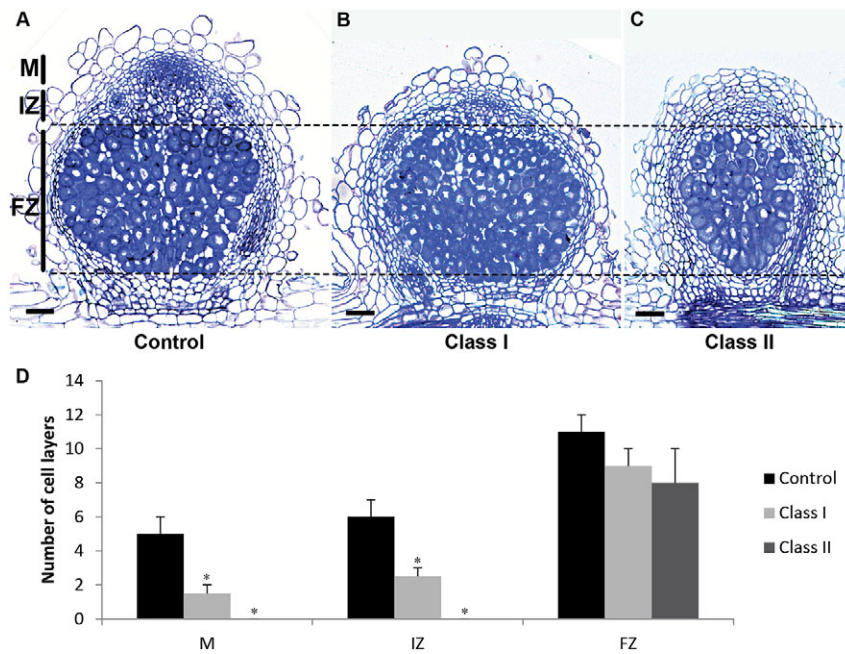 A
B
C
M
IZ
FZ
Control
Class I
Class II
D
Number of cell layers
14
12
10
8
6
4
2
0
*
*
*
*
M
IZ
FZ
Control
Class I
Class II